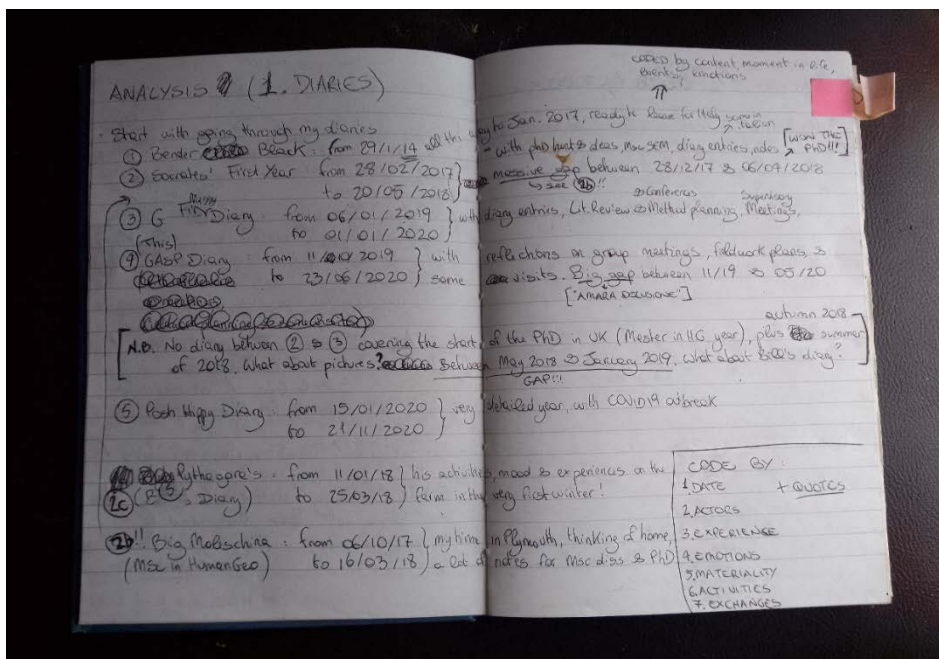 CODED by content, moment in life,
events, emotions
ANALYSIS (1. DIARIES)
· Start with going through my diaries
① Bender Black: from 29/1/14 all the way to Jan. 2017, ready to leave for Italy
- with phD hunt & ideas, MSc SEM, diary entries, notes [WON THE PhD!!!]
② Socrates' First Year from 28/02/2017
to 20/05/2018 } massive gap between 28/12/17 & 06/04/2018
↳ see 2b!!
③ G Diary from 06/01/2019
to 01/01/2020 } with diary entries, Lit. Review & Method planning, Supervisory Meetings,
& Conferences
(This)
④ GASP Diary: from 11/2019 } with reflections on group meetings, fieldwork plans, &
to 23/06/2020 } some visits. Big gap between 11/19 & 05/20
["AMARA DELUSIONE"]
autumn 2018
[N.B. No diary between ② & ③ covering the start of the PhD in UK (Master in HG year), plus summer
of 2018. What about pictures? Between May 2018 & January 2019. What about diary?]
GAP!!!
⑤ Posh Hippy Diary: from 15/01/2020 } very detailed year, with COVID19 outbreak
to 21/11/2020 }
Pythagora's: from 11/01/18 } his activities, mood & experiences on the
2c Diary) to 25/03/18 } farm in the very first winter!
2b!! Big Molischina: from 06/10/17 } my time in Plymouth, thinking of home,
(MSc in HumanGeo) to 16/03/18 } a lot of notes for MSc diss & PhD
CODE BY:
1. DATE + QUOTES
2. ACTORS
3. EXPERIENCE
4. EMOTIONS
5. MATERIALITY
6. ACTIVITIES
7. EXCHANGES